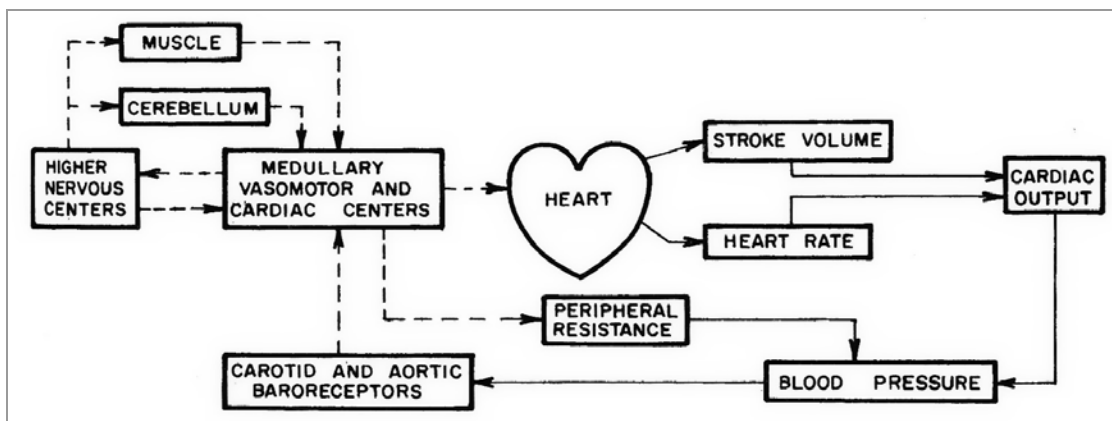 MUSCLE
CEREBELLUM
HIGHER
NERVOUS
CENTERS
MEDULLARY
VASOMOTOR AND
CARDIAC CENTERS
HEART
STROKE VOLUME
HEART RATE
CARDIAC
OUTPUT
PERIPHERAL
RESISTANCE
CAROTID AND AORTIC
BARORECEPTORS
BLOOD PRESSURE